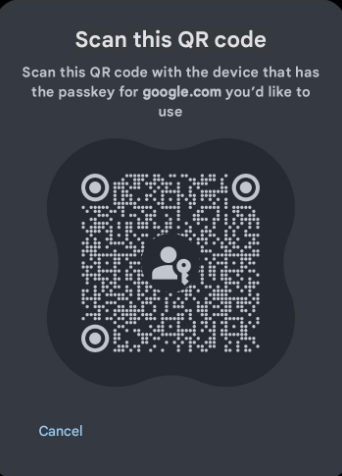 Scan this QR code
Scan this QR code with the device that has
the passkey for google.com you’d like to
use
Cancel